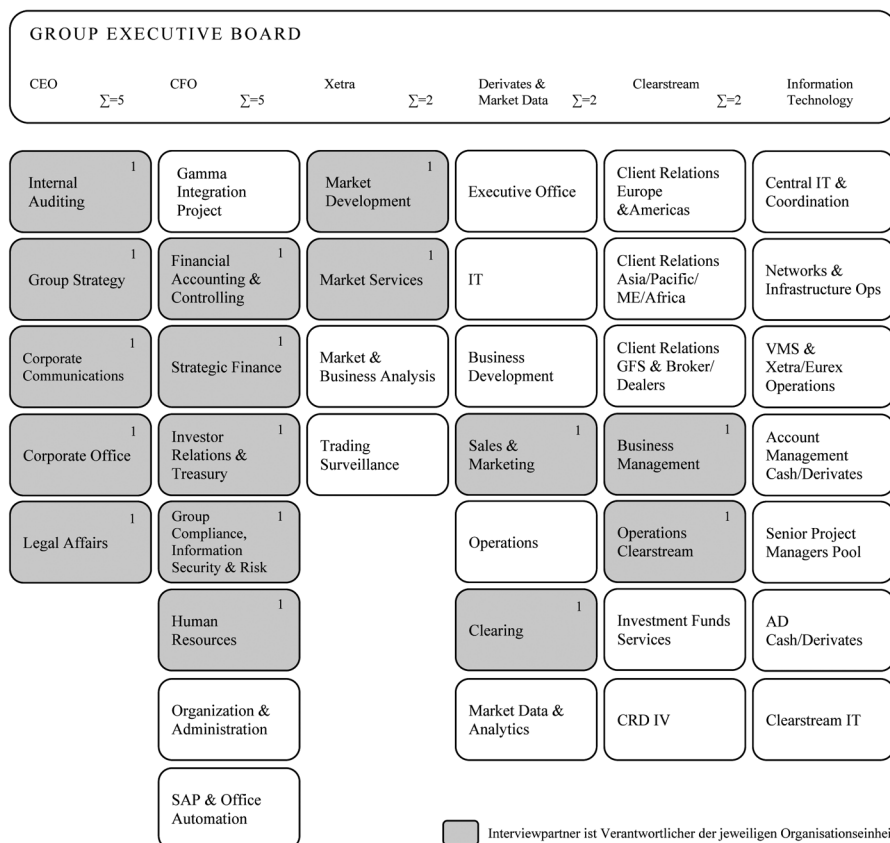 GROUP EXECUTIVE BOARD
CEO
∑=5
CFO
∑=5
Xetra
∑=2
Derivates &
Market Data
∑=2
Clearstream
∑=2
Information
Technology
1
Internal
Auditing
1
Group Strategy
1
Corporate
Communications
1
Corporate Office
1
Legal Affairs
Gamma
Integration
Project
1
Financial
Accounting &
Controlling
1
Strategic Finance
1
Investor
Relations &
Treasury
1
Group
Compliance,
Information
Security & Risk
1
Human
Resources
Organization &
Administration
SAP & Office
Automation
1
Market
Development
1
Market Services
Market &
Business Analysis
Trading
Surveillance
Executive Office
IT
Business
Development
1
Sales &
Marketing
Operations
1
Clearing
Market Data &
Analytics
Client Relations
Europe
&Americas
Client Relations
Asia/Pacific/
ME/Africa
Client Relations
GFS & Broker/
Dealers
1
Business
Management
1
Operations
Clearstream
Investment Funds
Services
CRD IV
Central IT &
Coordination
Networks &
Infrastructure Ops
VMS &
Xetra/Eurex
Operations
Account
Management
Cash/Derivates
Senior Project
Managers Pool
AD
Cash/Derivates
Clearstream IT
Interviewpartner ist Verantwortlicher der jeweiligen Organisationseinhei